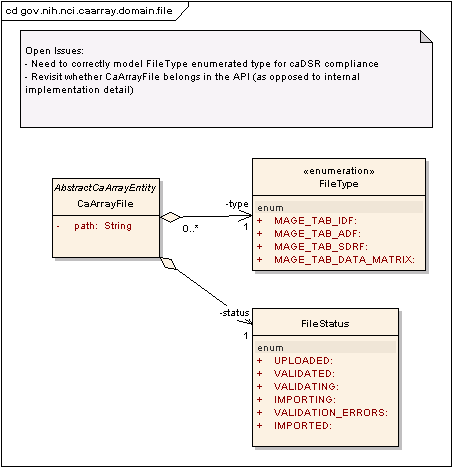 cd gov.nih.nci.caarray.domain.file
Open Issues:
- Need to correctly model FileType enumerated type for caDSR compliance
- Revisit whether CaArrayFile belongs in the API (as opposed to internal
implementation detail)
AbstractCaArrayEntity
CaArrayFile
- path: String
0..*
-type
1
«enumeration»
FileType
enum
+ MAGE_TAB_IDF:
+ MAGE_TAB_ADF:
+ MAGE_TAB_SDRF:
+ MAGE_TAB_DATA_MATRIX:
-status
1
FileStatus
enum
+ UPLOADED:
+ VALIDATED:
+ VALIDATING:
+ IMPORTING:
+ VALIDATION_ERRORS:
+ IMPORTED: